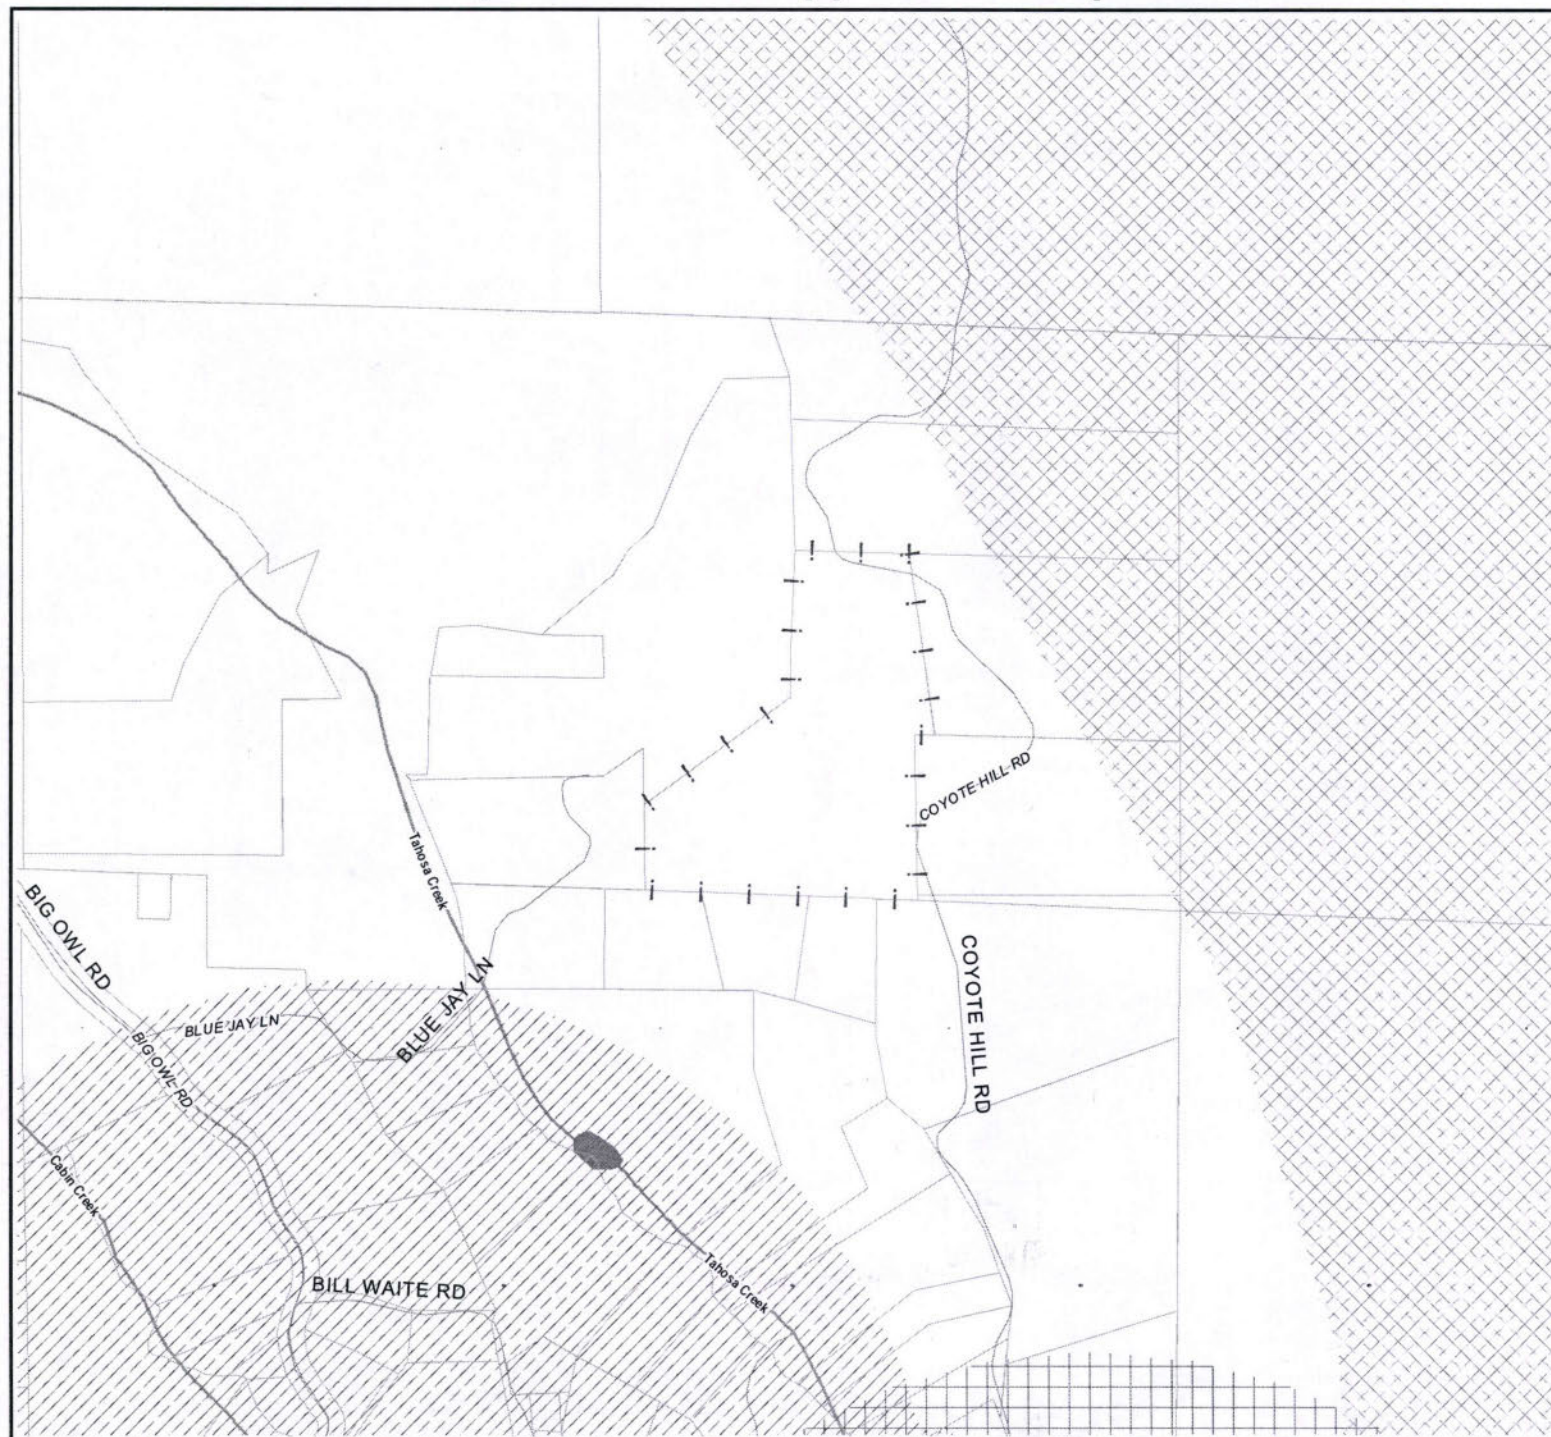 COYOTE HILL RD
Tahosa Creek
BIG OWL RD
COYOTE HILL RD
BLUE JAY LN
BLUE JAY LN
BIG OWL RD
Cabin Creek
Tahosa Creek
BILL WAITE RD